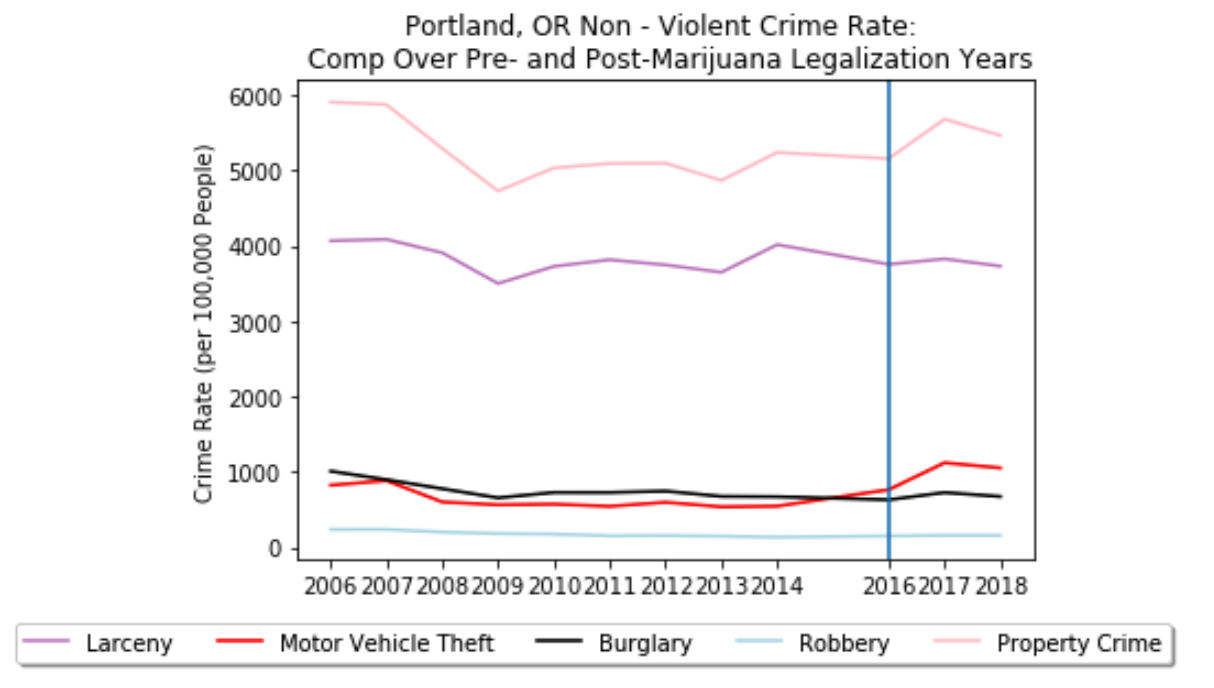 Portland, OR Non - Violent Crime Rate:
Comp Over Pre- and Post-Marijuana Legalization Years
Crime Rate (per 100,000 People)
6000
5000
4000
3000
2000
1000
0
2006 2007 2008 2009 2010 2011 2012 2013 2014 2016 2017 2018
Larceny Motor Vehicle Theft Burglary Robbery Property Crime